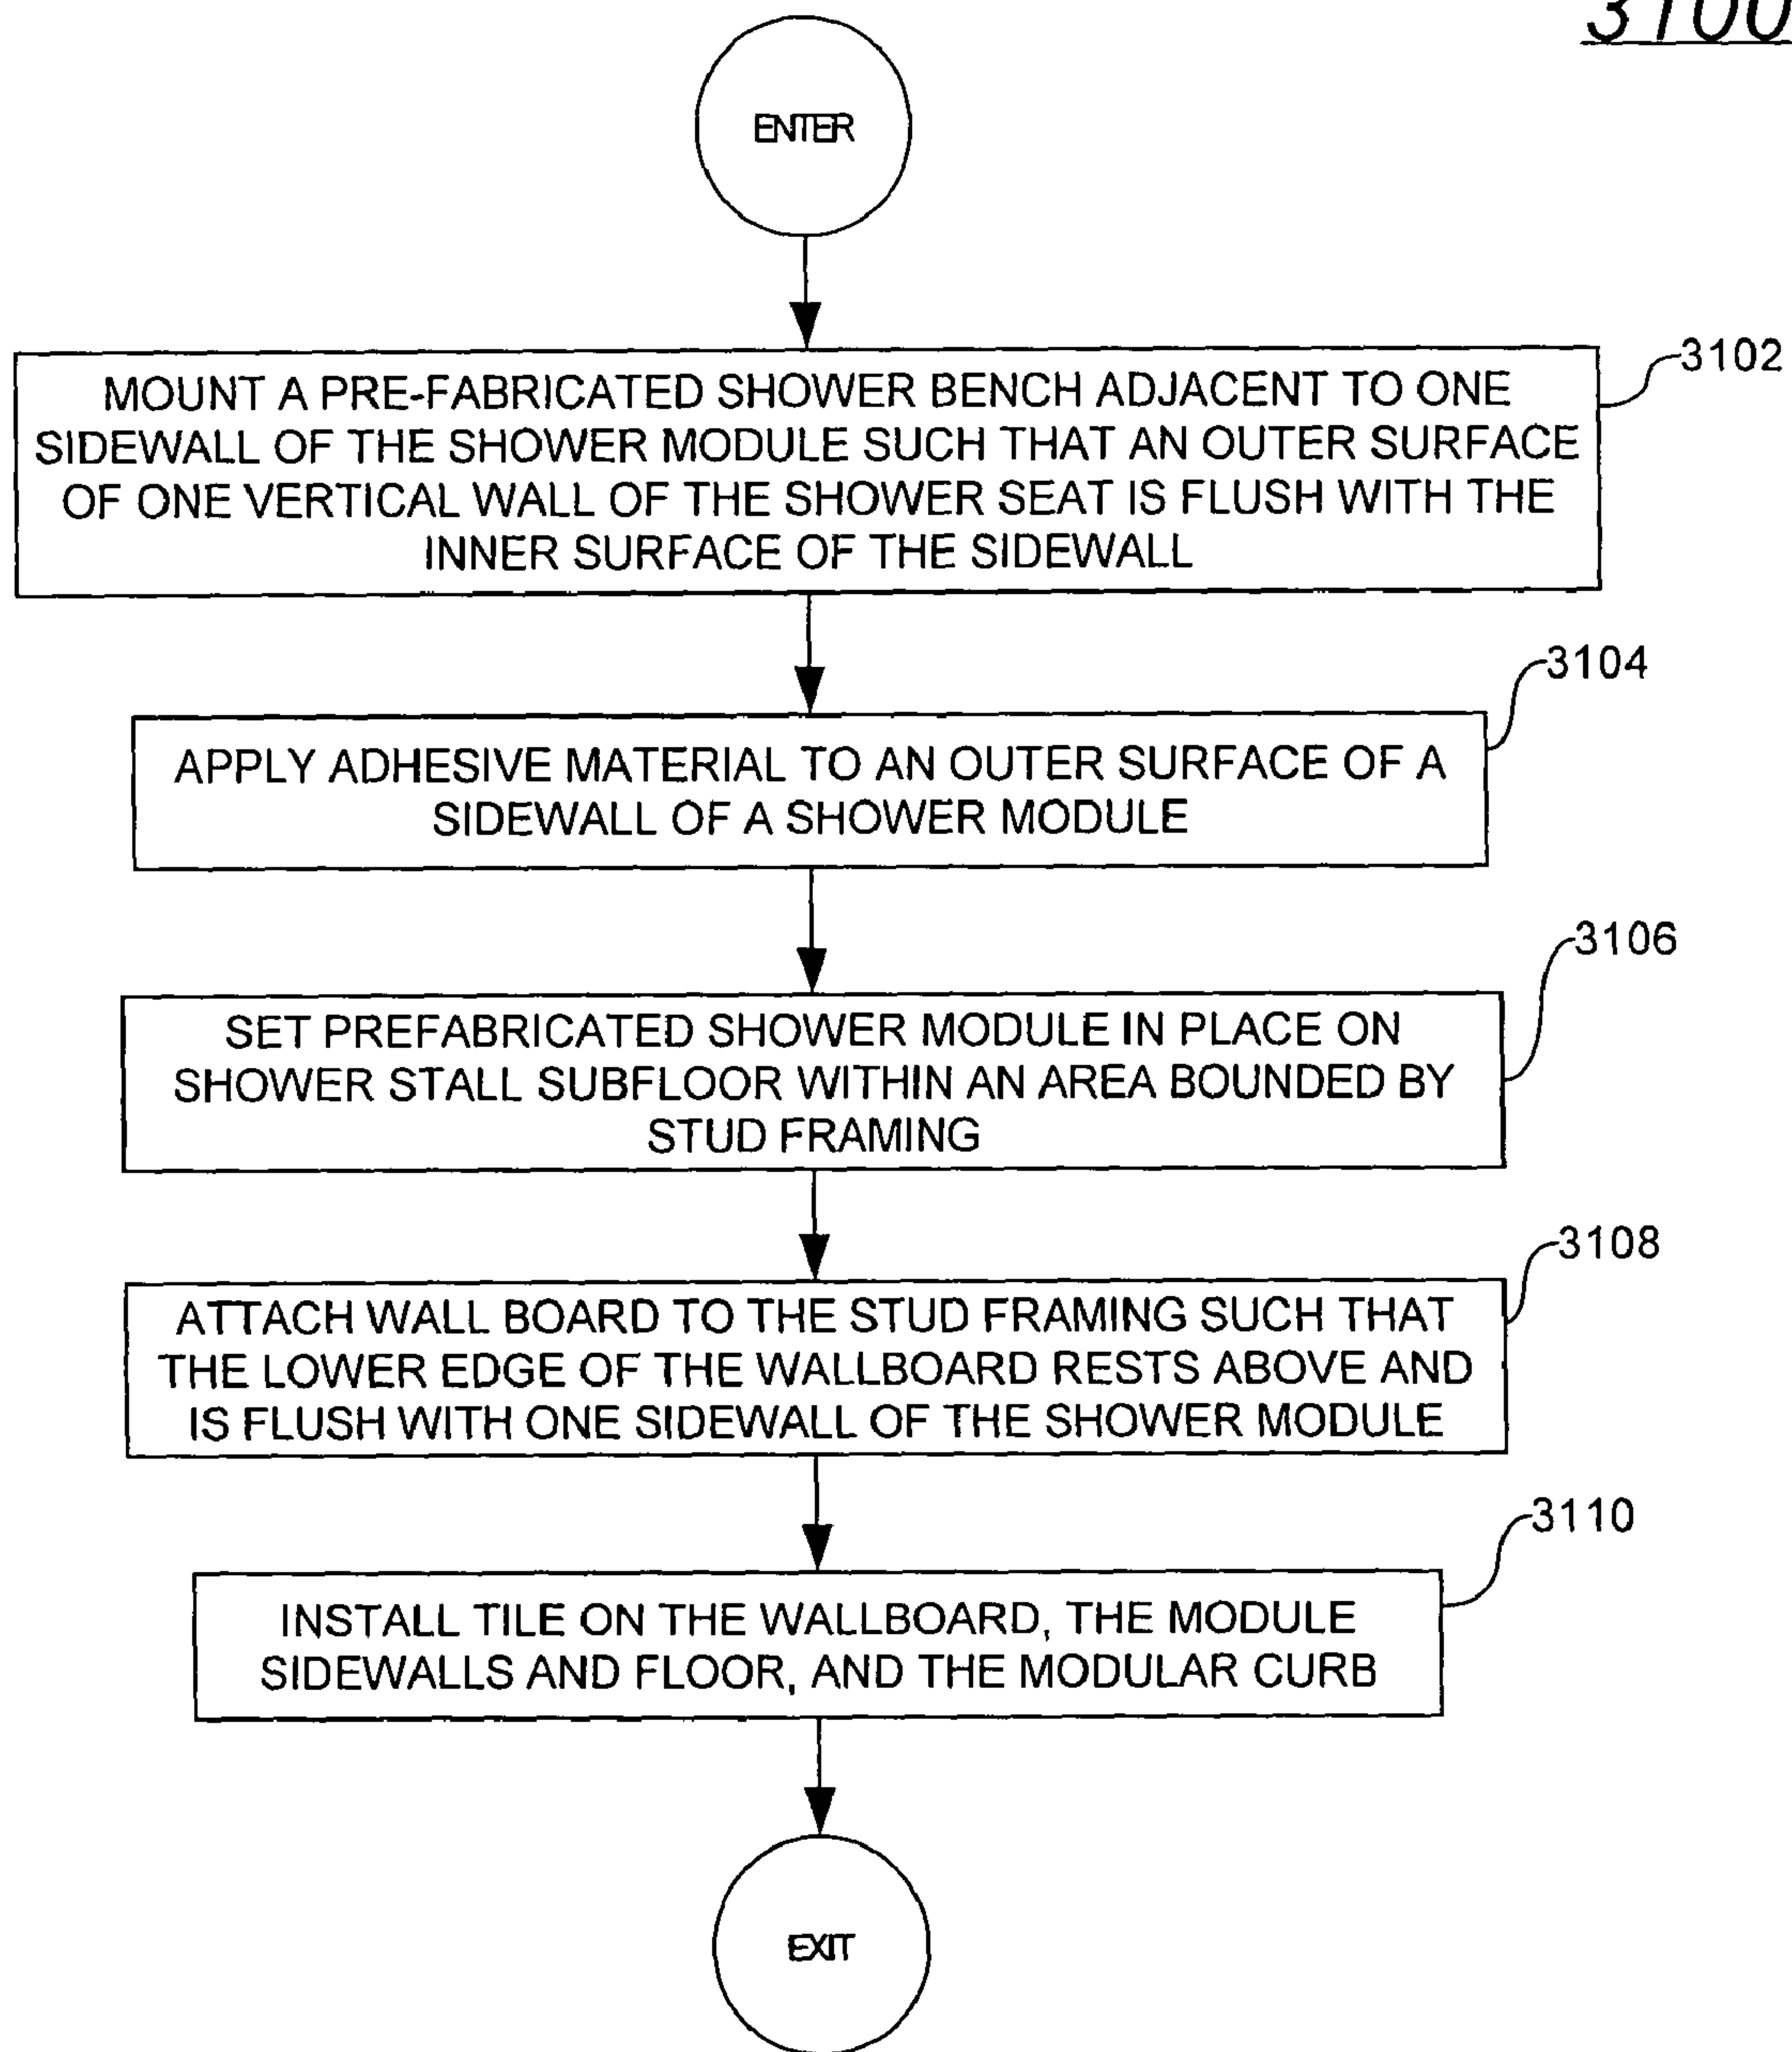 3100
ENTER
3102
MOUNT A PRE-FABRICATED SHOWER BENCH ADJACENT TO ONE
SIDEWALL OF THE SHOWER MODULE SUCH THAT AN OUTER SURFACE
OF ONE VERTICAL WALL OF THE SHOWER SEAT IS FLUSH WITH THE
INNER SURFACE OF THE SIDEWALL
3104
APPLY ADHESIVE MATERIAL TO AN OUTER SURFACE OF A
SIDEWALL OF A SHOWER MODULE
3106
SET PREFABRICATED SHOWER MODULE IN PLACE ON
SHOWER STALL SUBFLOOR WITHIN AN AREA BOUNDED BY
STUD FRAMING
3108
ATTACH WALL BOARD TO THE STUD FRAMING SUCH THAT
THE LOWER EDGE OF THE WALLBOARD RESTS ABOVE AND
IS FLUSH WITH ONE SIDEWALL OF THE SHOWER MODULE
3110
INSTALL TILE ON THE WALLBOARD, THE MODULE
SIDEWALLS AND FLOOR, AND THE MODULAR CURB
EXIT